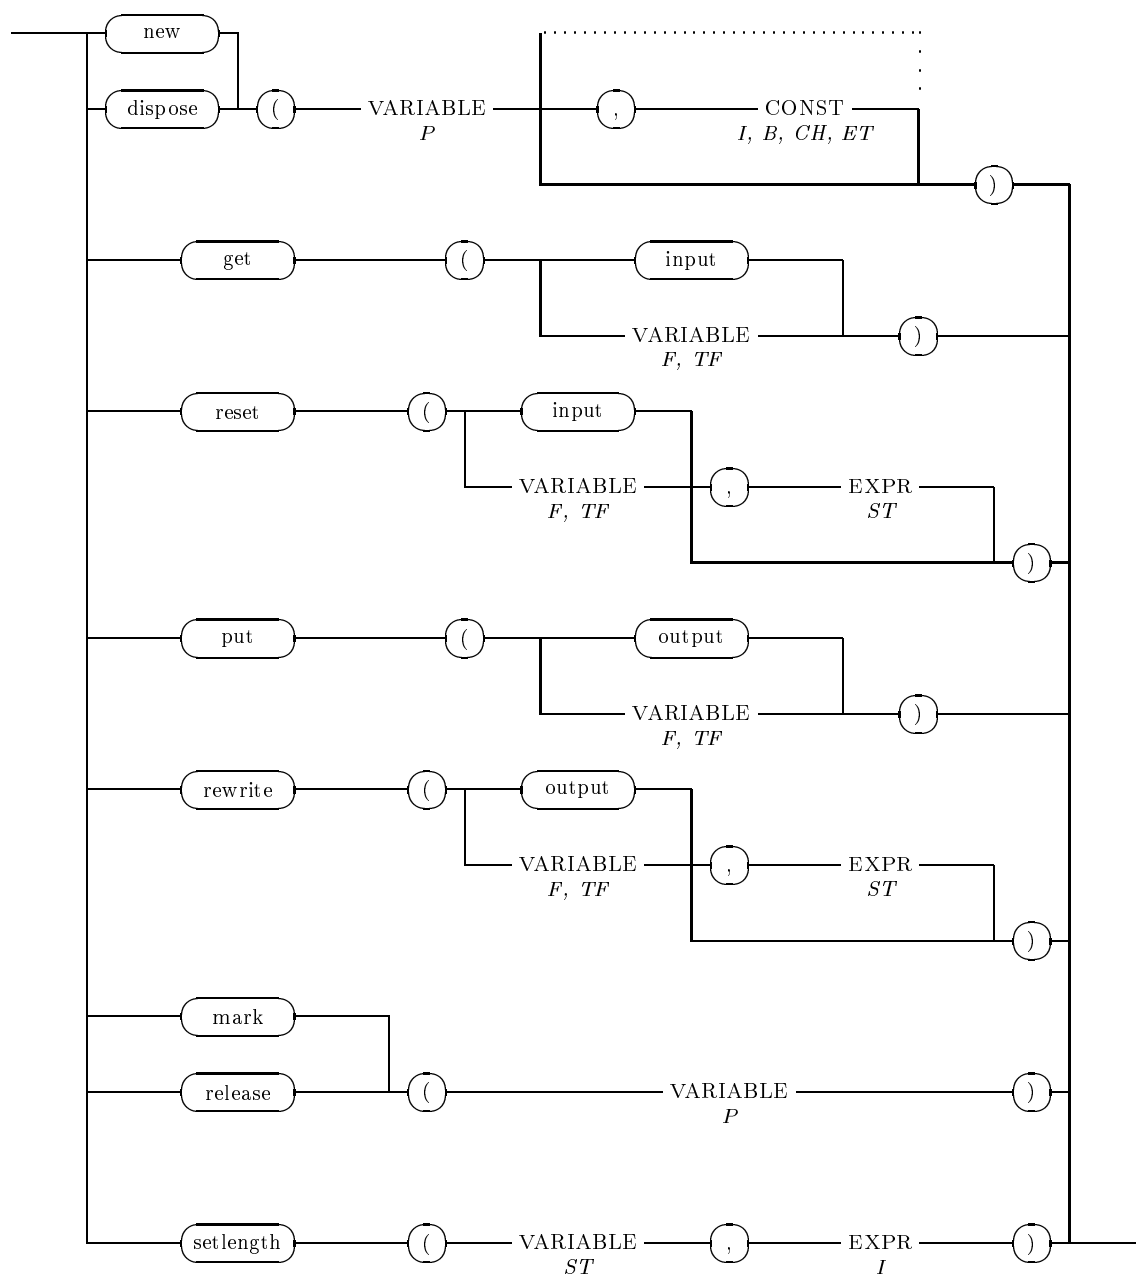 new
dispose ( VARIABLE , CONST
P I, B, CH, ET
)
get ( input
VARIABLE )
F, TF
reset ( input
VARIABLE , EXPR
F, TF ST
)
put ( output
VARIABLE )
F, TF
rewrite ( output
VARIABLE , EXPR
F, TF ST
)
mark
release ( VARIABLE )
P
setlength ( VARIABLE , EXPR )
ST I